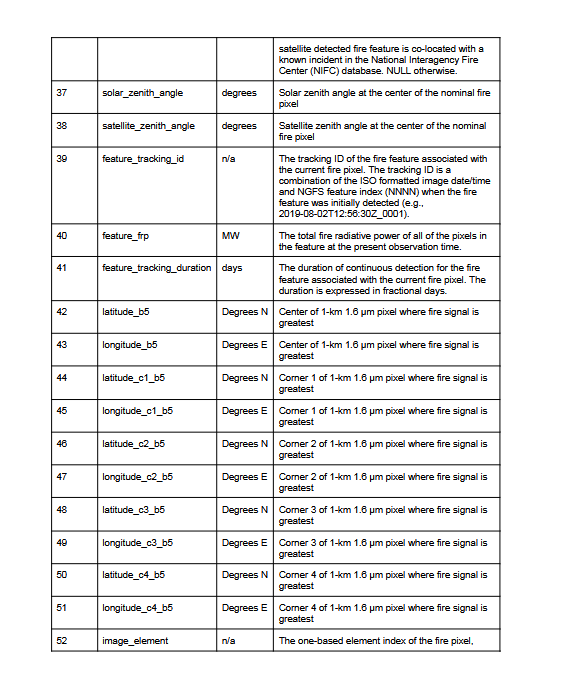 satellite detected fire feature is co-located with a
known incident in the National Interagency Fire
Center (NIFC) database. NULL otherwise.
37 solar_zenith_angle degrees Solar zenith angle at the center of the nominal fire
pixel
38 satellite_zenith_angle degrees Satellite zenith angle at the center of the nominal
fire pixel
39 feature_tracking_id n/a The tracking ID of the fire feature associated with
the current fire pixel. The tracking ID is a
combination of the ISO formatted image date/time
and NGFS feature index (NNNN) when the fire
feature was initially detected (e.g.,
2019-08-02T12:56:30Z_0001).
40 feature_frp MW The total fire radiative power of all of the pixels in
the feature at the present observation time.
41 feature_tracking_duration days The duration of continuous detection for the fire
feature associated with the current fire pixel. The
duration is expressed in fractional days.
42 latitude_b5 Degrees N Center of 1-km 1.6 µm pixel where fire signal is
greatest
43 longitude_b5 Degrees E Center of 1-km 1.6 µm pixel where fire signal is
greatest
44 latitude_c1_b5 Degrees N Corner 1 of 1-km 1.6 µm pixel where fire signal is
greatest
45 longitude_c1_b5 Degrees E Corner 1 of 1-km 1.6 µm pixel where fire signal is
greatest
46 latitude_c2_b5 Degrees N Corner 2 of 1-km 1.6 µm pixel where fire signal is
greatest
47 longitude_c2_b5 Degrees E Corner 2 of 1-km 1.6 µm pixel where fire signal is
greatest
48 latitude_c3_b5 Degrees N Corner 3 of 1-km 1.6 µm pixel where fire signal is
greatest
49 longitude_c3_b5 Degrees E Corner 3 of 1-km 1.6 µm pixel where fire signal is
greatest
50 latitude_c4_b5 Degrees N Corner 4 of 1-km 1.6 µm pixel where fire signal is
greatest
51 longitude_c4_b5 Degrees E Corner 4 of 1-km 1.6 µm pixel where fire signal is
greatest
52 image_element n/a The one-based element index of the fire pixel,